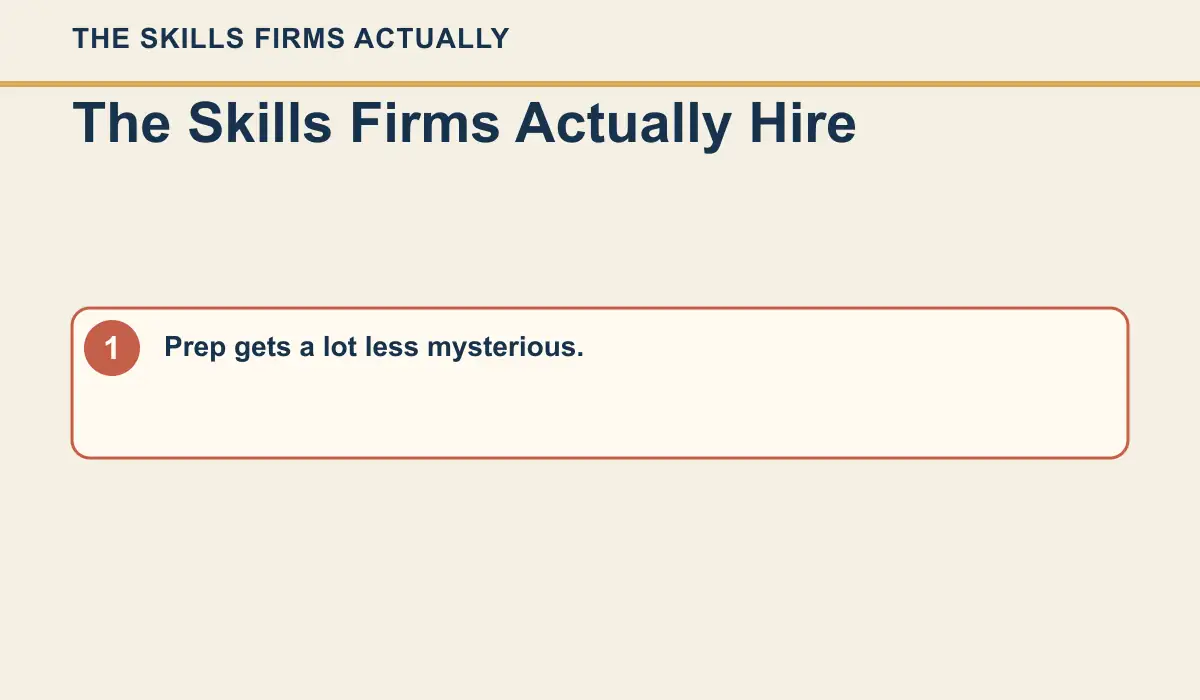 THE SKILLS FIRMS ACTUALLY
The Skills Firms Actually Hire
1
Prep gets a lot less mysterious.